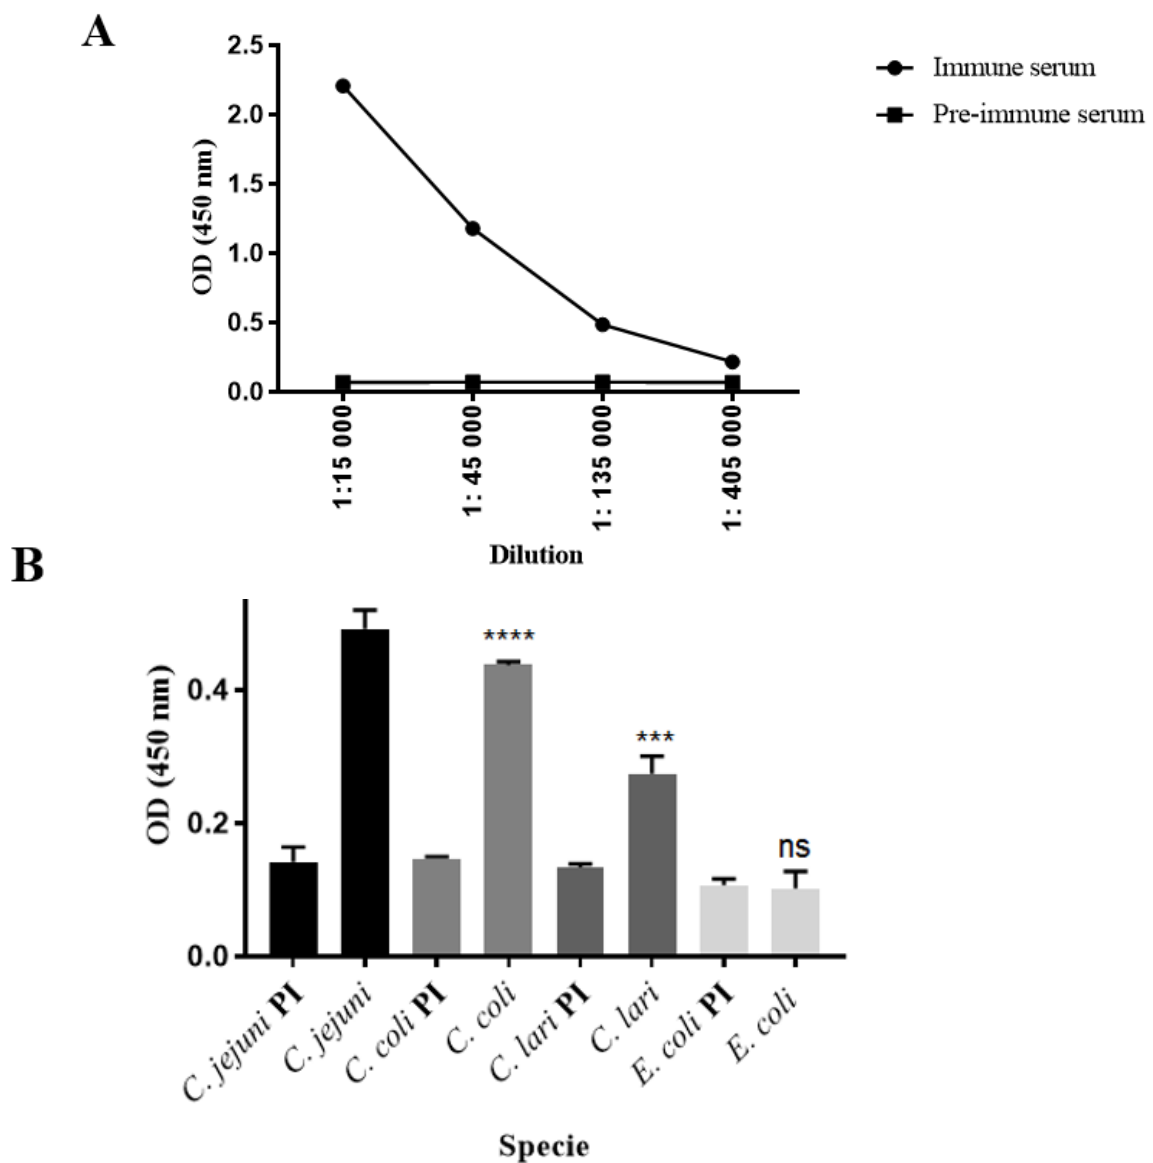 A
2.5
2.0
1.5
1.0
0.5
0.0
OD (450 nm)
Immune serum
Pre-immune serum
1:15 000
1: 45 000
1: 135 000
1: 405 000
Dilution
B
0.4
0.2
0.0
OD (450 nm)
****
***
ns
C. jejuni PI
C. jejuni
C. coli PI
C. coli
C. lari PI
C. lari
E. coli PI
E. coli
Specie